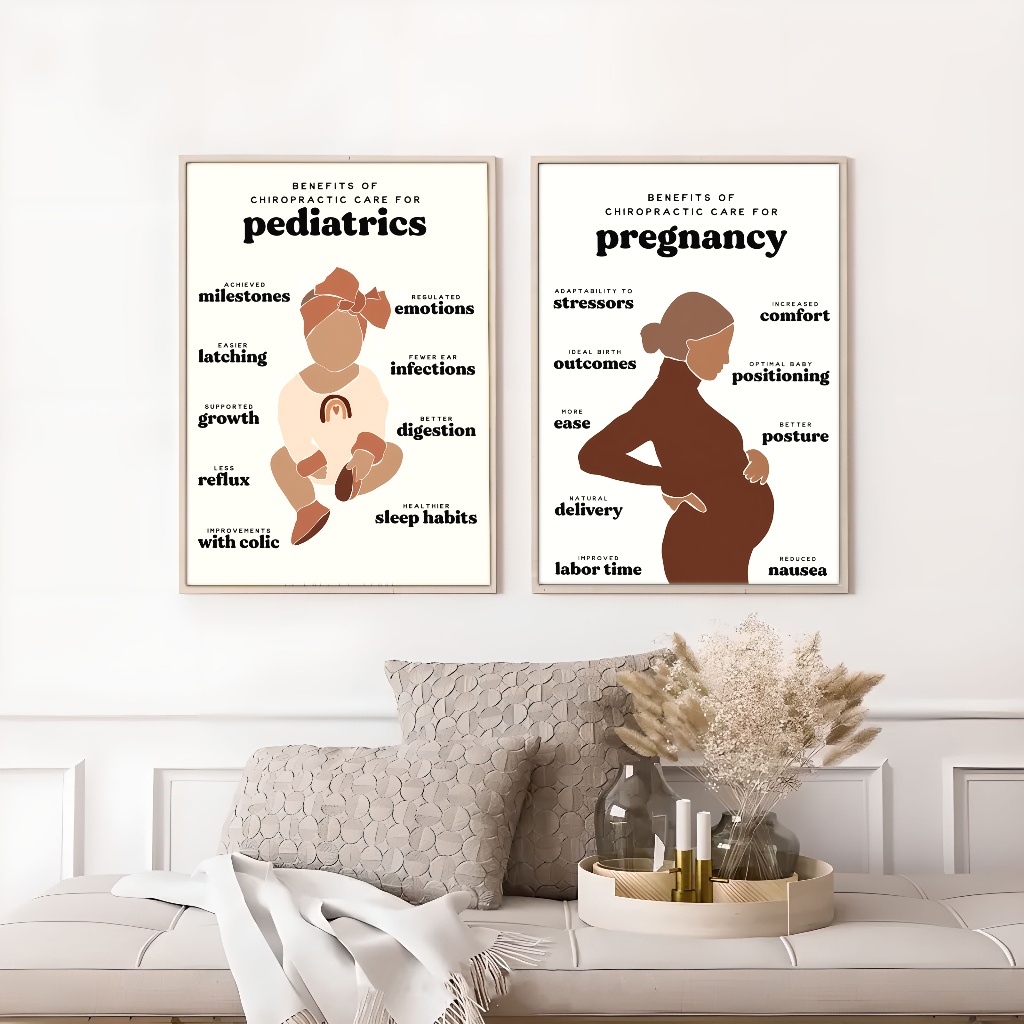 BENEFITS OF
CHIROPRACTIC CARE FOR
pediatrics
ACHIEVED
milestones
REGULATED
emotions
EASIER
latching
FEWER EAR
infections
SUPPORTED
growth
BETTER
digestion
LESS
reflux
HEALTHIER
sleep habits
IMPROVEMENTS
with colic
BENEFITS OF
CHIROPRACTIC CARE FOR
pregnancy
ADAPTABILITY TO
stressors
INCREASED
comfort
IDEAL BIRTH
outcomes
OPTIMAL BABY
positioning
MORE
ease
BETTER
posture
NATURAL
delivery
IMPROVED
labor time
REDUCED
nausea